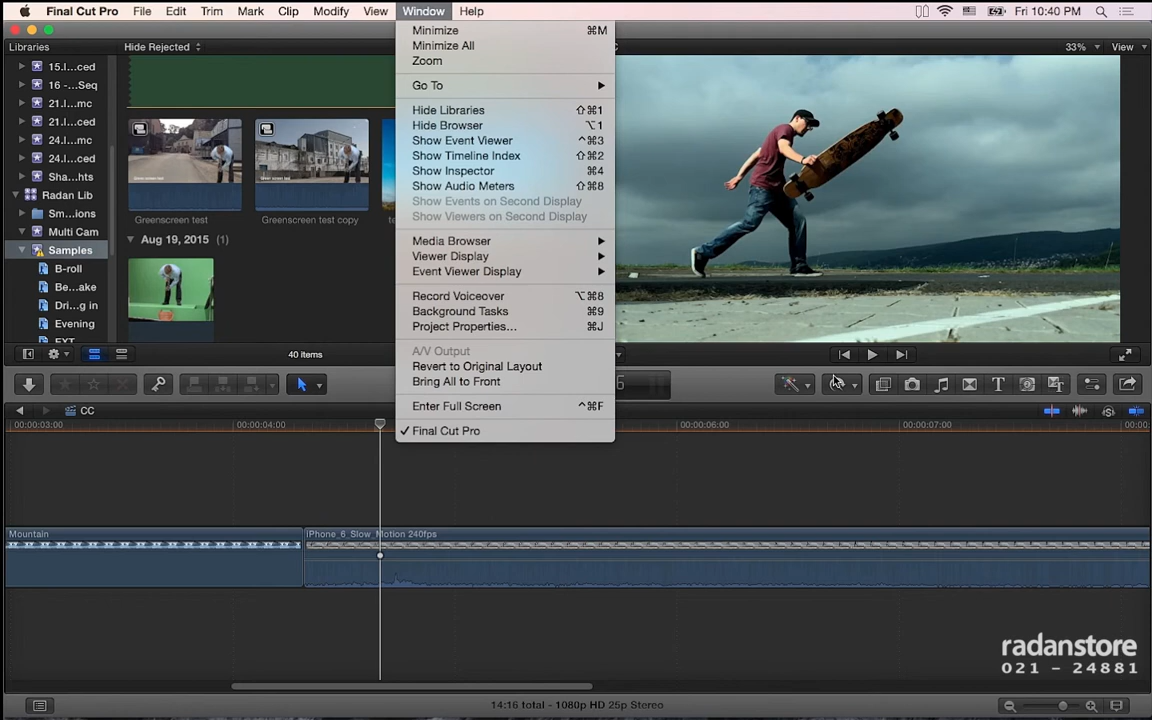 Final Cut Pro File Edit Trim Mark Clip Modify View Window Help Fri 10:40 PM
Libraries
Hide Rejected
33%
View
15.I...ced
16 -...Seq
21.I...mc
21.I...ced
24.I...mc
24.I...ced
Sha...hts
Radan Lib
Sm...ions
Multi Cam
Samples
B-roll
Be...ake
Dri...g in
Evening
Greenscreen test
Greenscreen test copy
Aug 19, 2015 (1)
40 items
Minimize ⌘M
Minimize All
Zoom
Go To
Hide Libraries ⇧⌘1
Hide Browser ⌥1
Show Event Viewer ^⌘3
Show Timeline Index ⇧⌘2
Show Inspector ⌘4
Show Audio Meters ⇧⌘8
Show Events on Second Display
Show Viewers on Second Display
Media Browser
Viewer Display
Event Viewer Display
Record Voiceover ⌥⌘8
Background Tasks ⌘9
Project Properties... ⌘J
A/V Output
Revert to Original Layout
Bring All to Front
Enter Full Screen ^⌘F
✓ Final Cut Pro
6
CC
00:00:03:00
00:00:04:00
00:00:06:00
00:00:07:00
00:00:
Mountain
iPhone_6_Slow_Motion 240fps
radanstore
021 - 24881
14:16 total - 1080p HD 25p Stereo